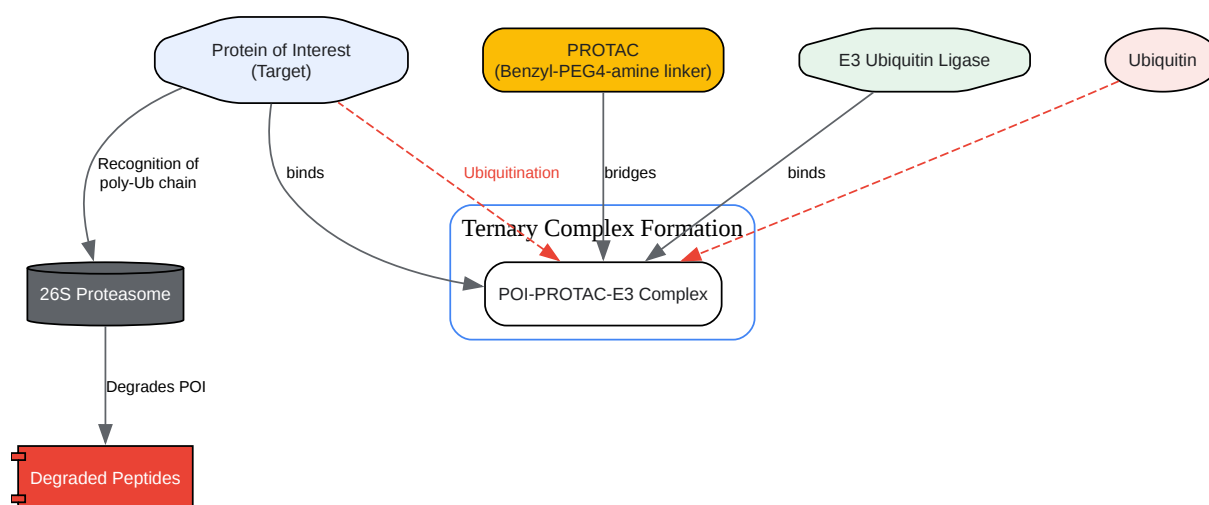 Protein of Interest
(Target)
PROTAC
(Benzyl-PEG4-amine linker)
E3 Ubiquitin Ligase
Ubiquitin
Recognition of
poly-Ub chain
binds
Ubiquitination
bridges
binds
Ternary Complex Formation
26S Proteasome
POI-PROTAC-E3 Complex
Degrades POI
Degraded Peptides